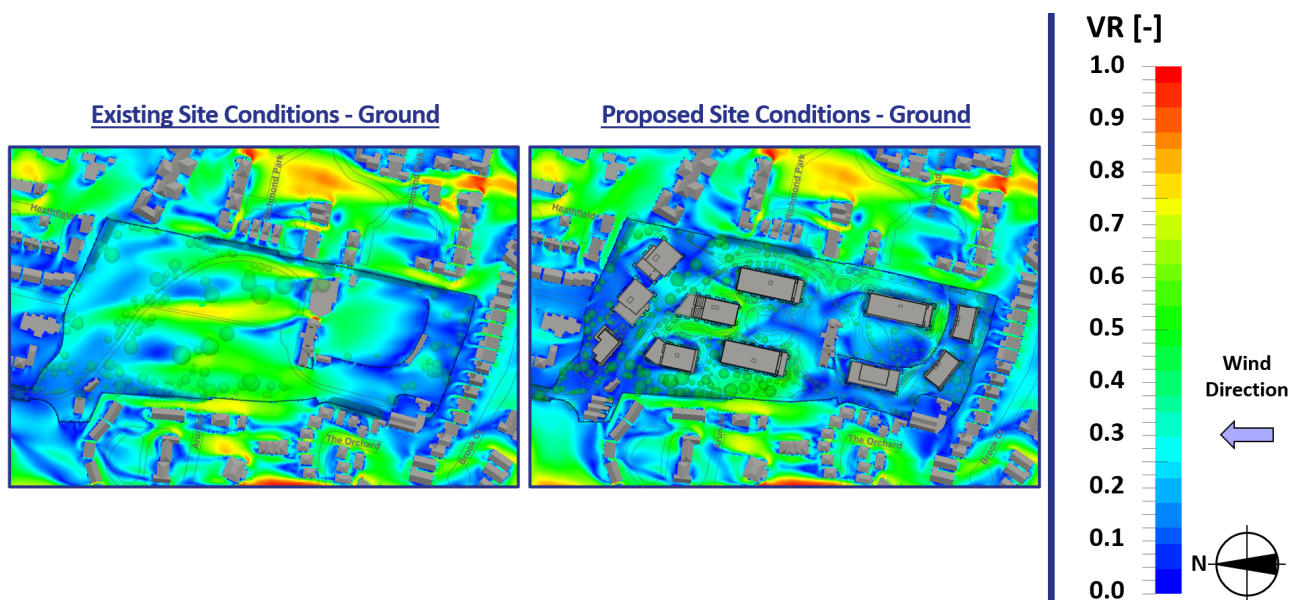 VR [-]
Existing Site Conditions - Ground
Proposed Site Conditions - Ground
1.0
0.9
0.8
0.7
0.6
0.5
0.4
0.3
0.2
0.1
0.0
Wind
Direction
N
Heathfield
Richmond Park
The Orchard
Heathfield
Richmond Park
The Orchard